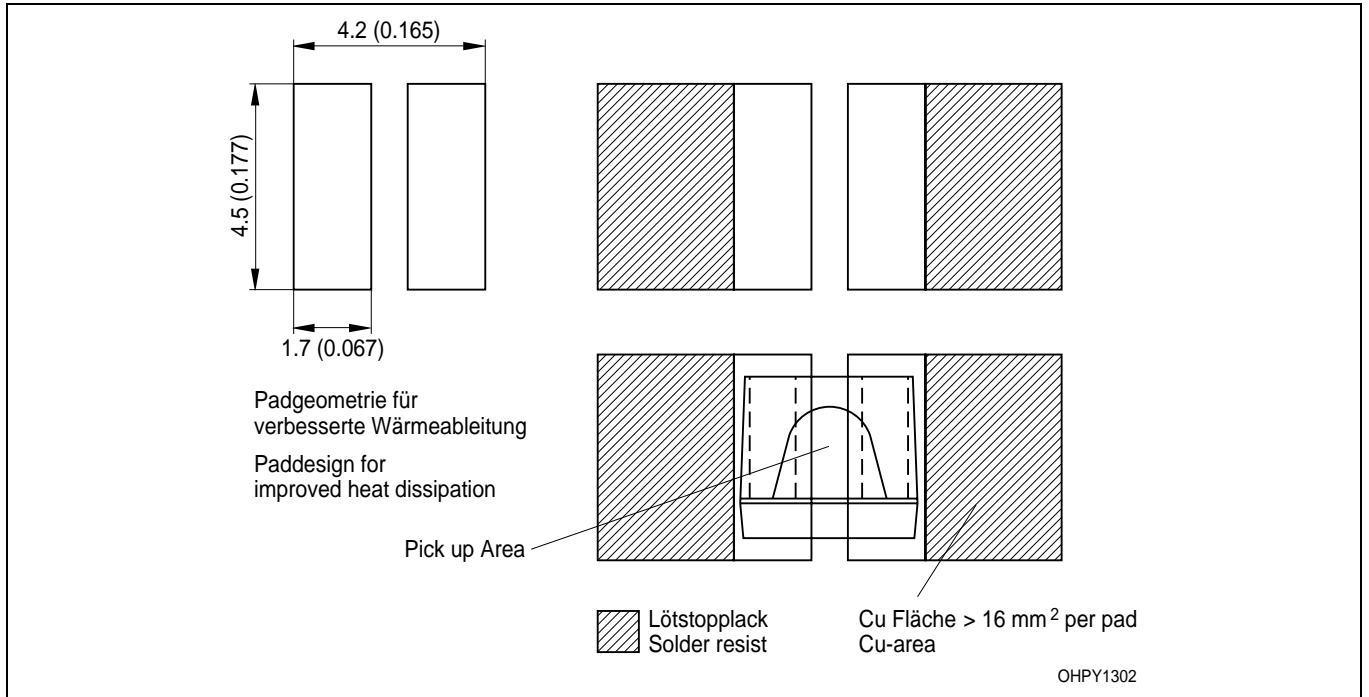 4.2 (0.165)
4.5 (0.177)
1.7 (0.067)
Padgeometrie für
verbesserte Wärmeableitung
Paddesign for
improved heat dissipation
Pick up Area
Lötstopplack
Solder resist
Cu Fläche > 16 mm² per pad
Cu-area
OHPY1302